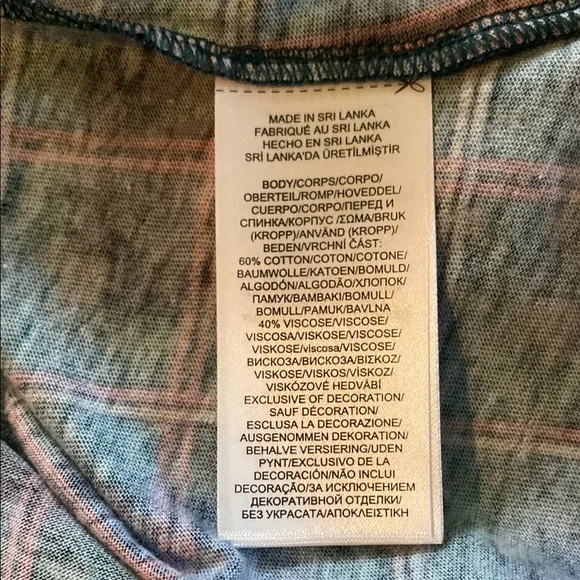 MADE IN SRI LANKA
FABRIQUÉ AU SRI LANKA
HECHO EN SRI LANKA
SRİ LANKA'DA ÜRETİLMİŞTİR
BODY/CORPS/CORPO/
OBERTEIL/ROMP/HOVEDDEL/
CUERPO/CORPO/ПЕРЕД И
СПИНКА/КОРПУС /ΣΩΜΑ/BRUK
(KROPP)/ANVÄND (KROPP)/
BEDEN/VRCHNÍ ČÁST:
60% COTTON/COTON/COTONE/
BAUMWOLLE/KATOEN/BOMULD/
ALGODÓN/ALGODÃO/ХЛОПОК/
ПАМУК/ΒΑΜΒΑΚΙ/BOMULL/
BOMULL/PAMUK/BAVLNA
40% VISCOSE/VISCOSE/
VISCOSA/VISKOSE/VISCOSE/
VISKOSE/viscosa/VISCOSE/
ВИСКОЗА/ВИСКОЗА/ΒΙΣΚΟΖ/
VISKOSE/VISKOS/VİSKOZ/
VISKÓZOVÉ HEDVÁBÍ
EXCLUSIVE OF DECORATION/
SAUF DÉCORATION/
ESCLUSA LA DECORAZIONE/
AUSGENOMMEN DEKORATION/
BEHALVE VERSIERING/UDEN
PYNT/EXCLUSIVO DE LA
DECORACIÓN/NÃO INCLUI
DECORAÇÃO/ЗА ИСКЛЮЧЕНИЕМ
ДЕКОРАТИВНОЙ ОТДЕЛКИ/
БЕЗ УКРАСАТА/ΑΠΟΚΛΕΙΣΤΙΚΗ